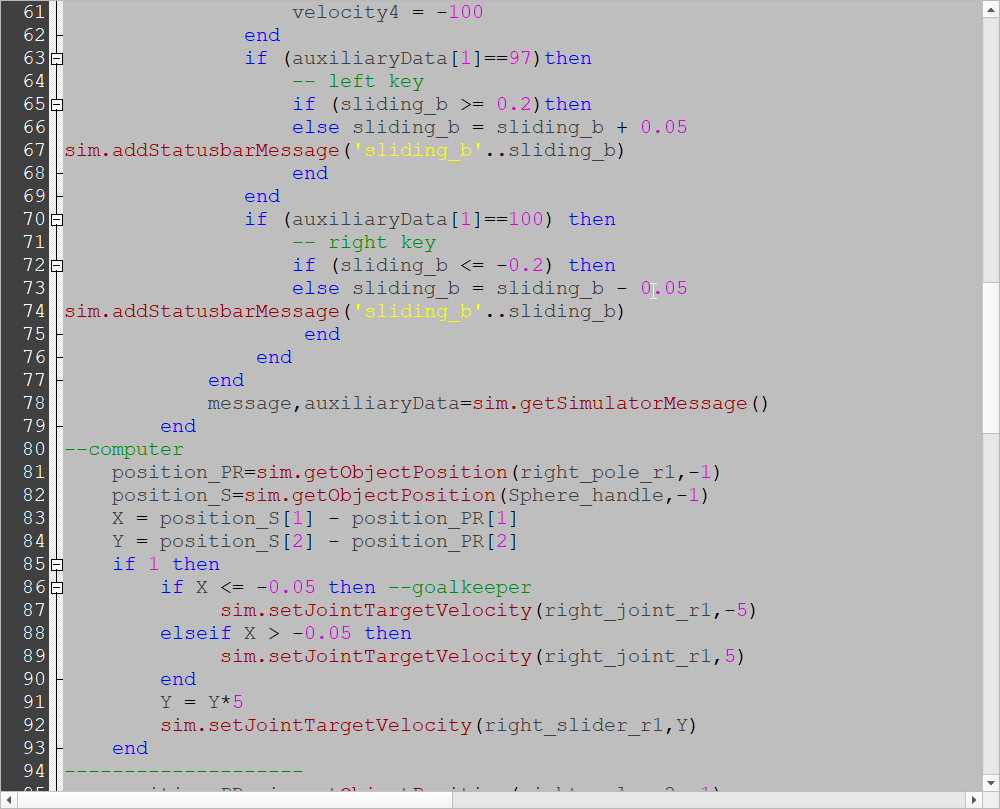 61 velocity4 = -100
62 end
63 if (auxiliaryData[1]==97)then
64 -- left key
65 if (sliding_b >= 0.2)then
66 else sliding_b = sliding_b + 0.05
67 sim.addStatusbarMessage('sliding_b'..sliding_b)
68 end
69 end
70 if (auxiliaryData[1]==100) then
71 -- right key
72 if (sliding_b <= -0.2) then
73 else sliding_b = sliding_b - 0.05
74 sim.addStatusbarMessage('sliding_b'..sliding_b)
75 end
76 end
77 end
78 message,auxiliaryData=sim.getSimulatorMessage()
79 end
80 --computer
81 position_PR=sim.getObjectPosition(right_pole_r1,-1)
82 position_S=sim.getObjectPosition(Sphere_handle,-1)
83 X = position_S[1] - position_PR[1]
84 Y = position_S[2] - position_PR[2]
85 if 1 then
86 if X <= -0.05 then --goalkeeper
87 sim.setJointTargetVelocity(right_joint_r1,-5)
88 elseif X > -0.05 then
89 sim.setJointTargetVelocity(right_joint_r1,5)
90 end
91 Y = Y*5
92 sim.setJointTargetVelocity(right_slider_r1,Y)
93 end
94 --------------------